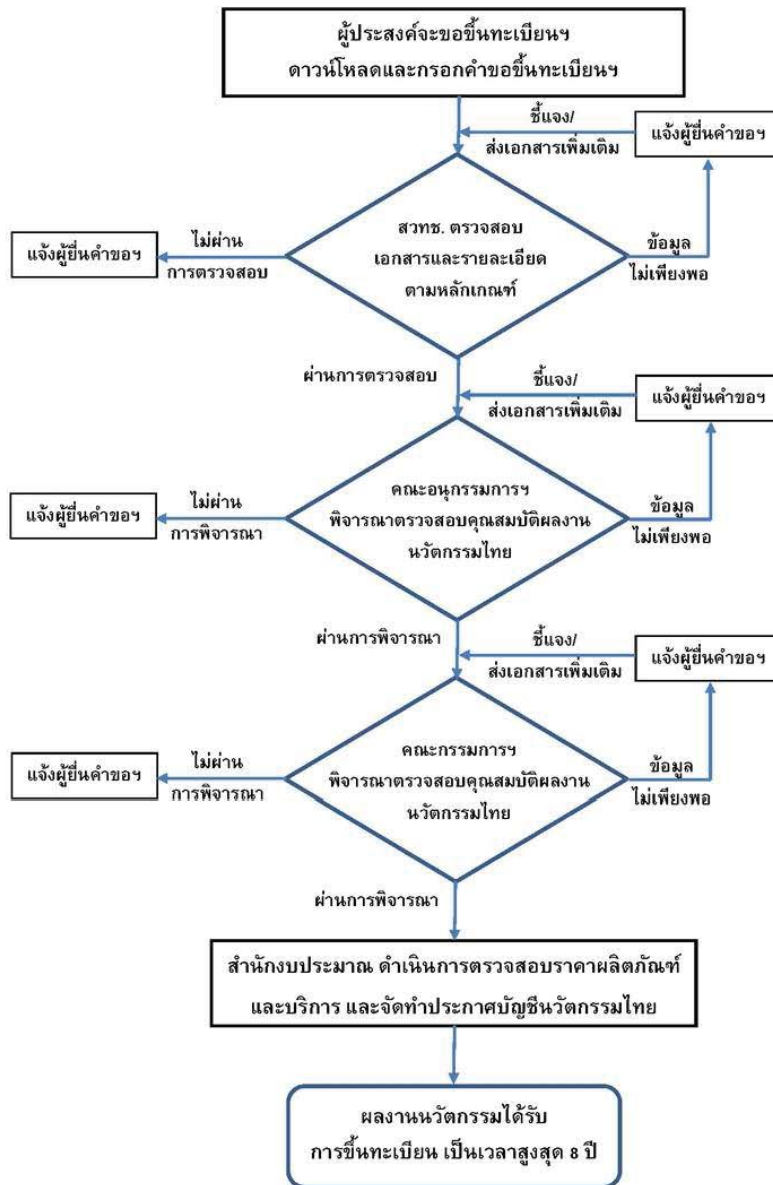 ผู้ประสงค์จะขอขึ้นทะเบียนฯ
ดาวน์โหลดและกรอกคำขอขึ้นทะเบียนฯ
ชี้แจง/
ส่งเอกสารเพิ่มเติม
แจ้งผู้ยื่นคำขอฯ
แจ้งผู้ยื่นคำขอฯ
ไม่ผ่าน
การตรวจสอบ
สวทช. ตรวจสอบ
เอกสารและรายละเอียด
ตามหลักเกณฑ์
ข้อมูล
ไม่เพียงพอ
ผ่านการตรวจสอบ
ชี้แจง/
ส่งเอกสารเพิ่มเติม
แจ้งผู้ยื่นคำขอฯ
แจ้งผู้ยื่นคำขอฯ
ไม่ผ่าน
การพิจารณา
คณะอนุกรรมการฯ
พิจารณาตรวจสอบคุณสมบัติผลงาน
นวัตกรรมไทย
ข้อมูล
ไม่เพียงพอ
ผ่านการพิจารณา
ชี้แจง/
ส่งเอกสารเพิ่มเติม
แจ้งผู้ยื่นคำขอฯ
แจ้งผู้ยื่นคำขอฯ
ไม่ผ่าน
การพิจารณา
คณะกรรมการฯ
พิจารณาตรวจสอบคุณสมบัติผลงาน
นวัตกรรมไทย
ข้อมูล
ไม่เพียงพอ
ผ่านการพิจารณา
สำนักงบประมาณ ดำเนินการตรวจสอบราคาผลิตภัณฑ์
และบริการ และจัดทำประกาศบัญชีนวัตกรรมไทย
ผลงานนวัตกรรมได้รับ
การขึ้นทะเบียน เป็นเวลาสูงสุด 8 ปี